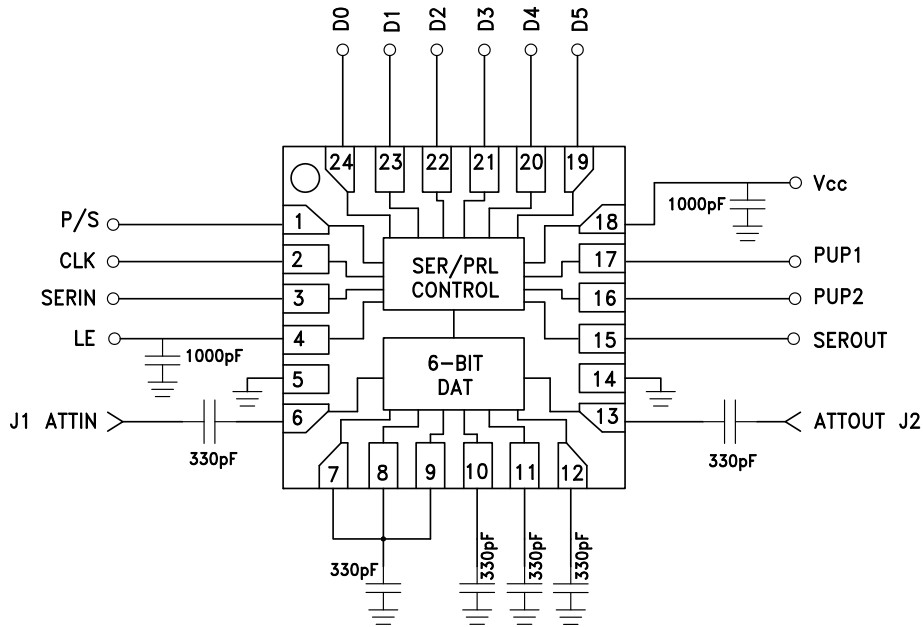 D0 D1 D2 D3 D4 D5
24 23 22 21 20 19
P/S 1 18 Vcc
1000pF
CLK 2 17 PUP1
SERIN 3 16 PUP2
SER/PRL
CONTROL
LE 4 15 SEROUT
1000pF
5 14
6-BIT
DAT
J1 ATTIN 6 13 ATTOUT J2
330pF 330pF
7 8 9 10 11 12
330pF 330pF 330pF 330pF